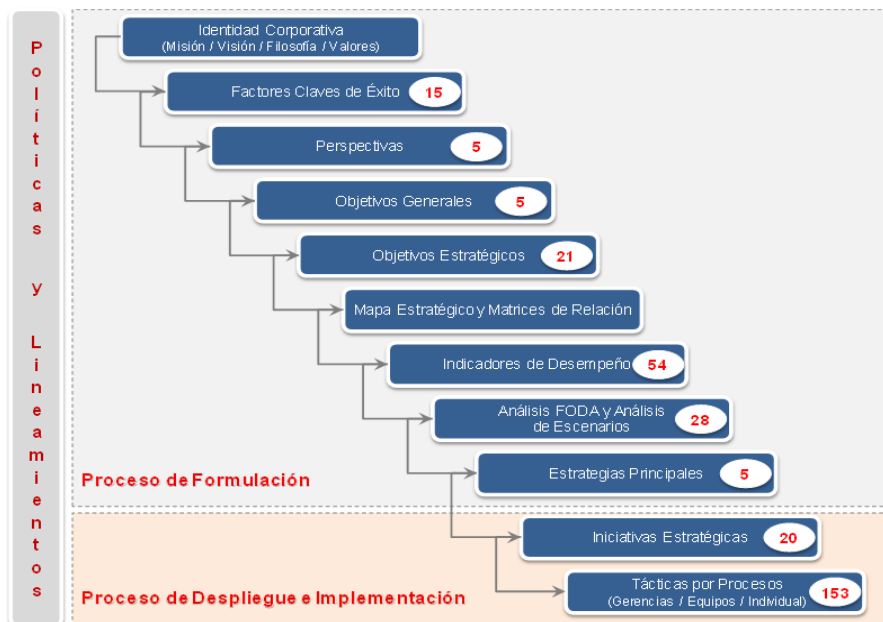 Políticas y Lineamientos
Identidad Corporativa
(Misión / Visión / Filosofía / Valores)
Factores Claves de Éxito 15
Perspectivas 5
Objetivos Generales 5
Objetivos Estratégicos 21
Mapa Estratégico y Matrices de Relación
Indicadores de Desempeño 54
Análisis FODA y Análisis
de Escenarios 28
Estrategias Principales 5
Proceso de Formulación
Iniciativas Estratégicas 20
Tácticas por Procesos
(Gerencias / Equipos / Individual) 153
Proceso de Despliegue e Implementación